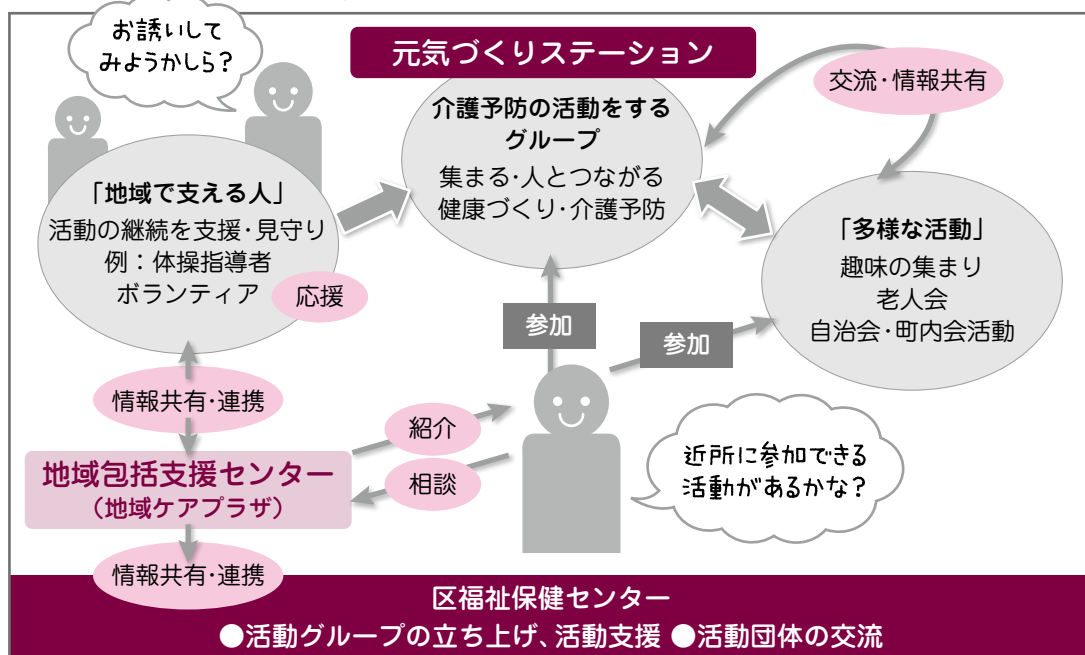 お誘いして
みようかしら?
元気づくりステーション
介護予防の活動をする
グループ
集まる・人とつながる
健康づくり・介護予防
交流・情報共有
「地域で支える人」
活動の継続を支援・見守り
例：体操指導者
ボランティア
応援
「多様な活動」
趣味の集まり
老人会
自治会・町内会活動
参加
参加
情報共有・連携
紹介
相談
地域包括支援センター
（地域ケアプラザ）
近所に参加できる
活動があるかな?
情報共有・連携
区福祉保健センター
●活動グループの立ち上げ、活動支援 ●活動団体の交流